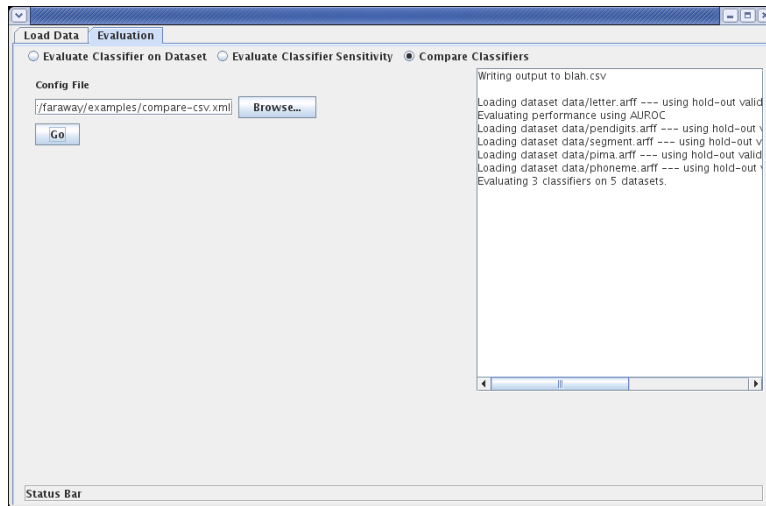 Load Data Evaluation
Evaluate Classifier on Dataset Evaluate Classifier Sensitivity Compare Classifiers
Config File
/faraway/examples/compare-csv.xml Browse...
Go
Writing output to blah.csv
Loading dataset data/letter.arff --- using hold-out valid
Evaluating performance using AUROC
Loading dataset data/pendigits.arff --- using hold-out v
Loading dataset data/segment.arff --- using hold-out v
Loading dataset data/pima.arff --- using hold-out valid
Loading dataset data/phoneme.arff --- using hold-out v
Evaluating 3 classifiers on 5 datasets.
Status Bar